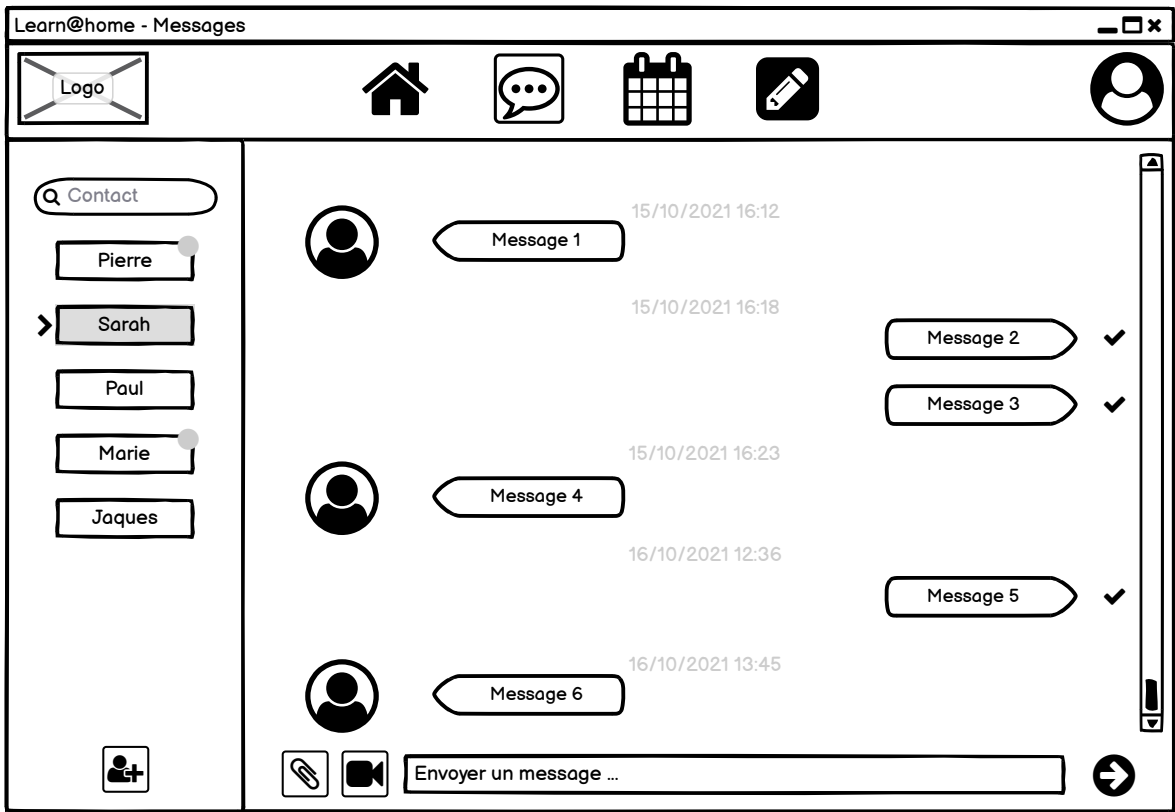 Learn@home - Messages
Logo
Contact
Pierre
Sarah
Paul
Marie
Jaques
15/10/2021 16:12
Message 1
15/10/2021 16:18
Message 2
Message 3
15/10/2021 16:23
Message 4
16/10/2021 12:36
Message 5
16/10/2021 13:45
Message 6
Envoyer un message ...